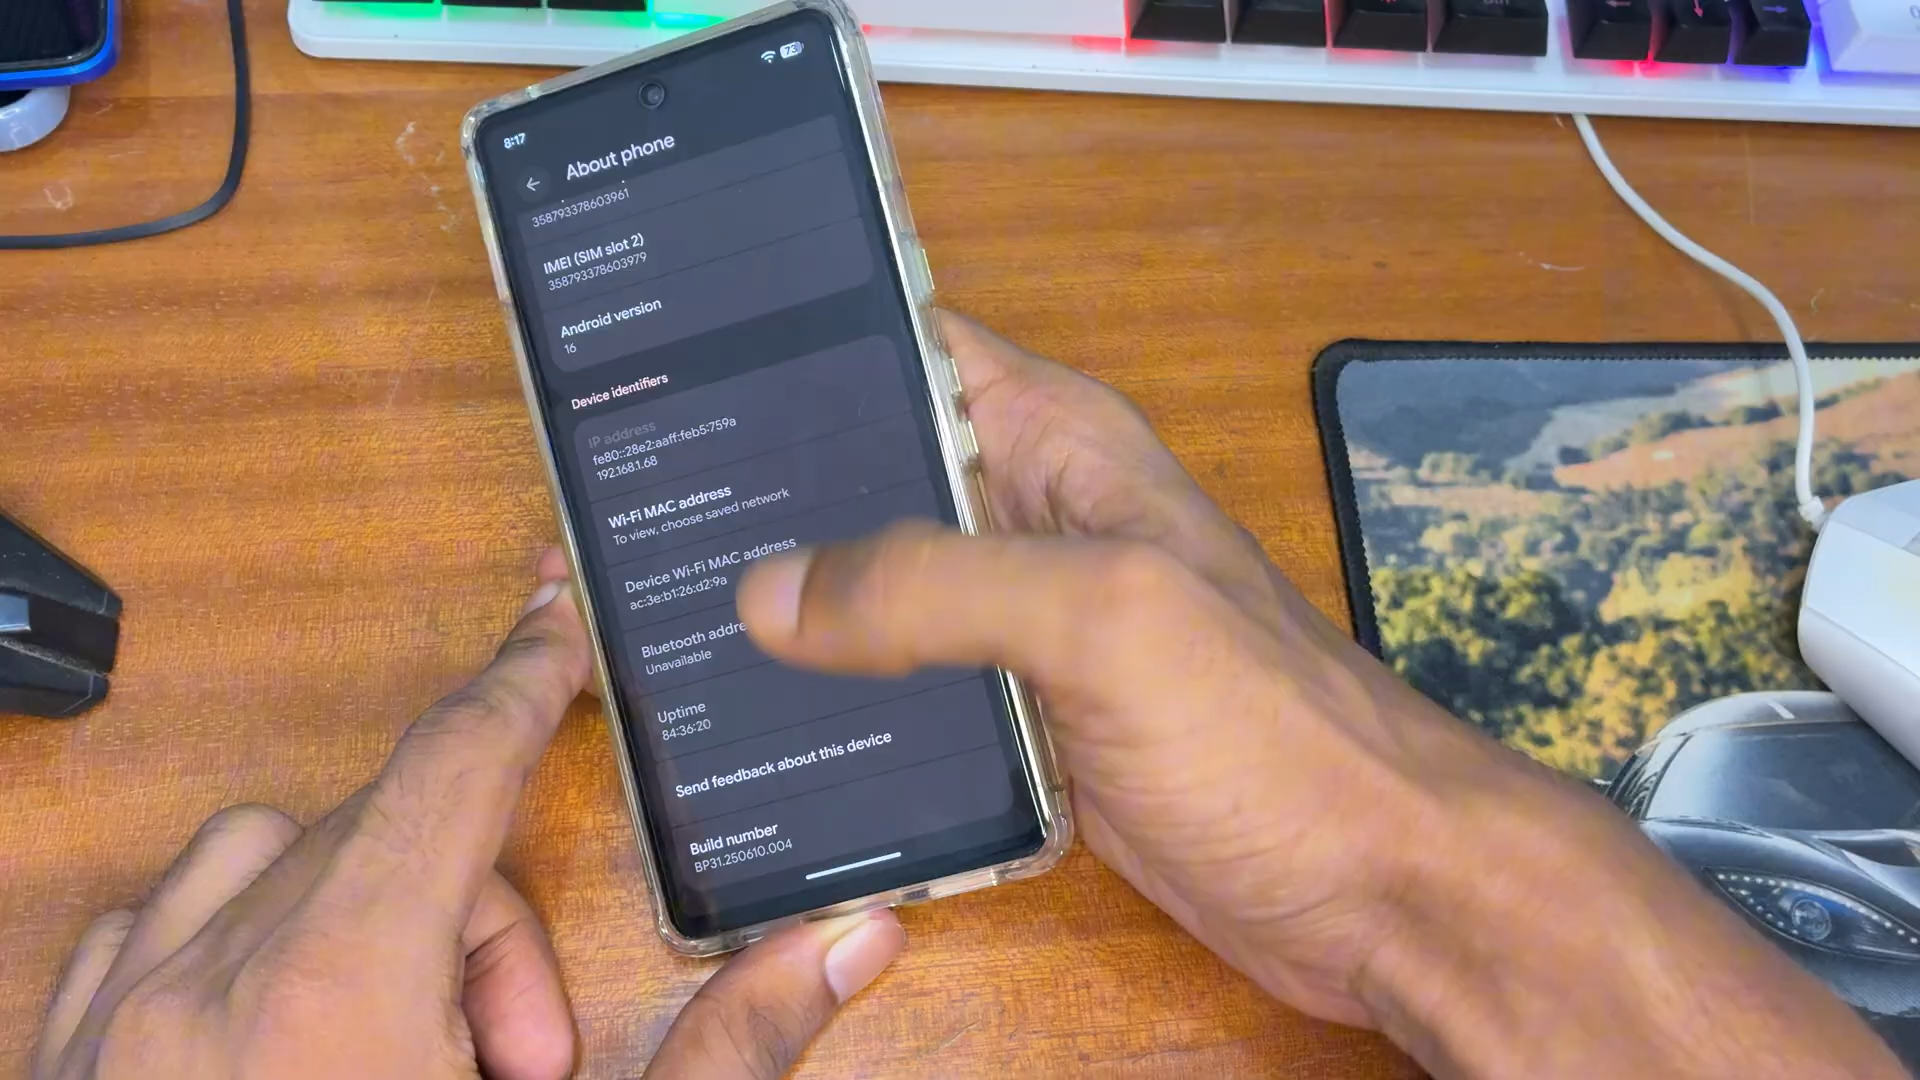 73
8:17
About phone
358793378603961
IMEI (SIM slot 2)
358793378603979
Android version
16
Device identifiers
IP address
fe80::28e2:aaff:feb5:759a
192.168.1.68
Wi-Fi MAC address
To view, choose saved network
Device Wi-Fi MAC address
ac:3e:b1:26:d2:9a
Bluetooth addre
Unavailable
Uptime
84:36:20
Send feedback about this device
Build number
BP31.250610.004